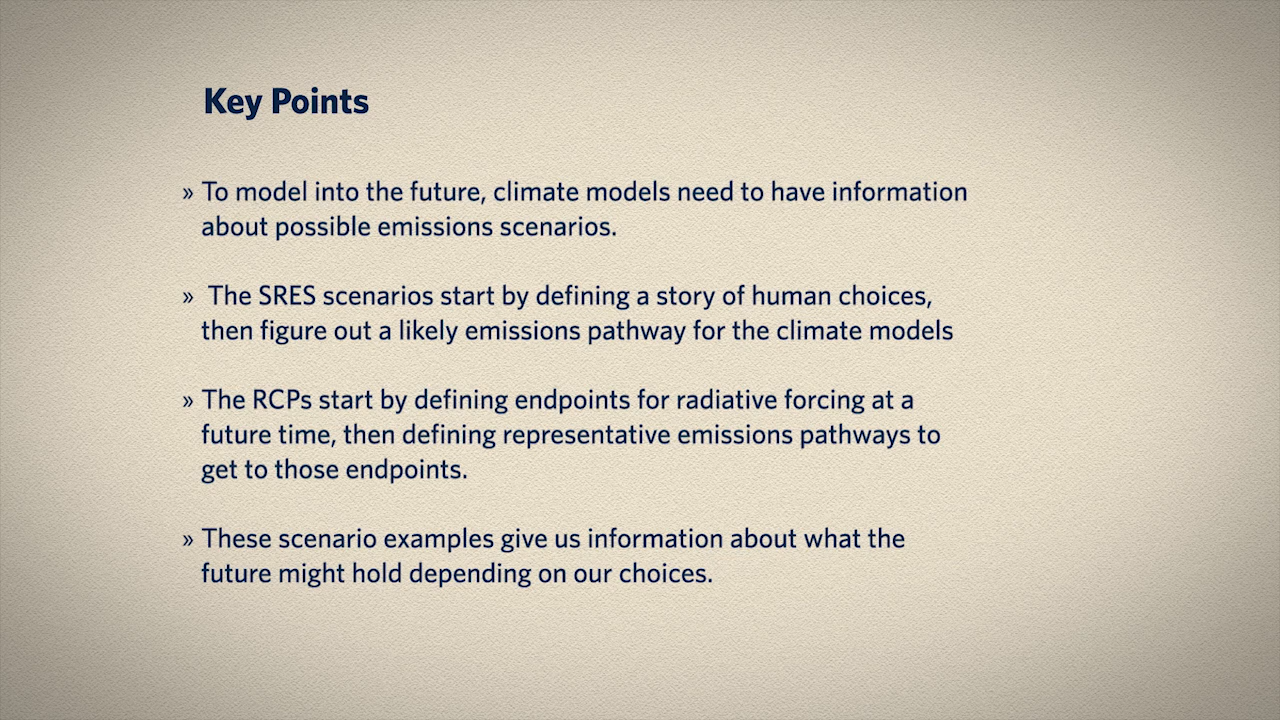 Key Points
» To model into the future, climate models need to have information
about possible emissions scenarios.
» The SRES scenarios start by defining a story of human choices,
then figure out a likely emissions pathway for the climate models
» The RCPs start by defining endpoints for radiative forcing at a
future time, then defining representative emissions pathways to
get to those endpoints.
» These scenario examples give us information about what the
future might hold depending on our choices.